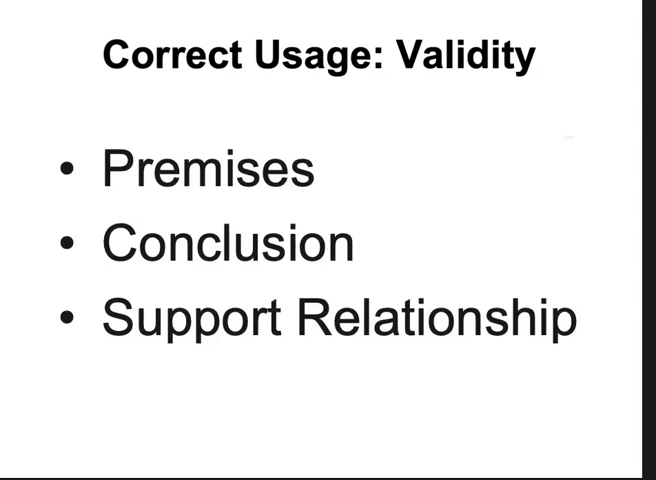 Correct Usage: Validity
• Premises
• Conclusion
• Support Relationship